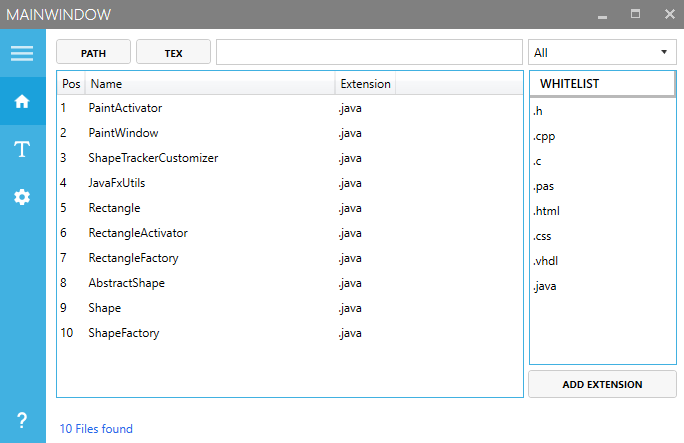 MAINWINDOW
PATH TEX All
Pos Name Extension
1 PaintActivator .java
2 PaintWindow .java
3 ShapeTrackerCustomizer .java
4 JavaFxUtils .java
5 Rectangle .java
6 RectangleActivator .java
7 RectangleFactory .java
8 AbstractShape .java
9 Shape .java
10 ShapeFactory .java
WHITELIST
.h
.cpp
.c
.pas
.html
.css
.vhdl
.java
ADD EXTENSION
T
?
10 Files found